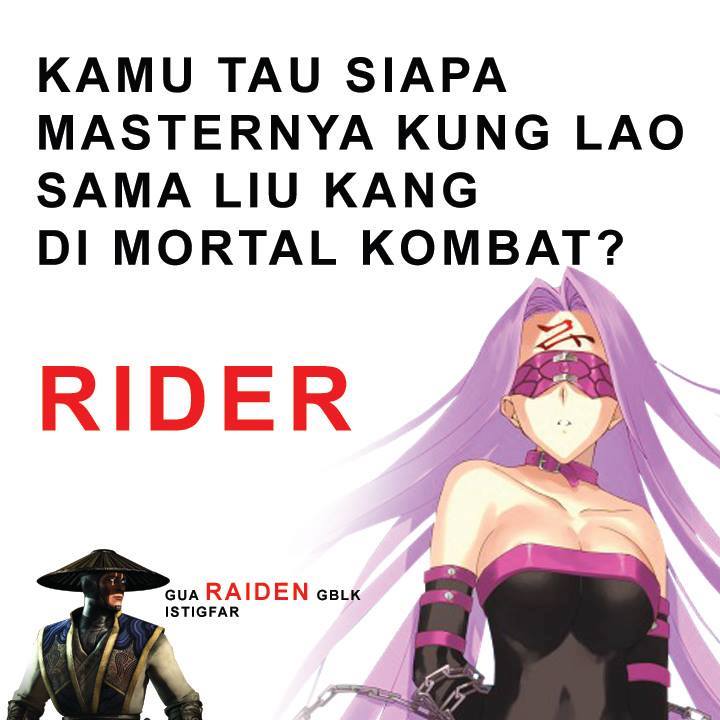 KAMU TAU SIAPA
MASTERNYA KUNG LAO
SAMA LIU KANG
DI MORTAL KOMBAT?
RIDER
GUA RAIDEN GBLK
ISTIGFAR